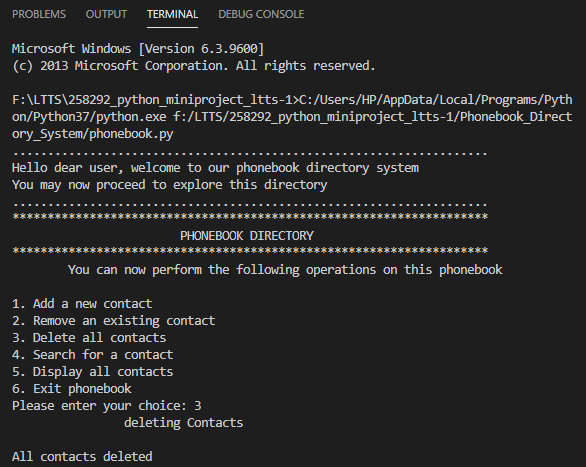 PROBLEMS OUTPUT TERMINAL DEBUG CONSOLE
Microsoft Windows [Version 6.3.9600]
(c) 2013 Microsoft Corporation. All rights reserved.
F:\LTTS\258292_python_miniproject_ltts-1>C:/Users/HP/AppData/Local/Programs/Pyth
on/Python37/python.exe f:/LTTS/258292_python_miniproject_ltts-1/Phonebook_Direct
ory_System/phonebook.py
....................................................................
Hello dear user, welcome to our phonebook directory system
You may now proceed to explore this directory
....................................................................
********************************************************************
PHONEBOOK DIRECTORY
********************************************************************
You can now perform the following operations on this phonebook
1. Add a new contact
2. Remove an existing contact
3. Delete all contacts
4. Search for a contact
5. Display all contacts
6. Exit phonebook
Please enter your choice: 3
deleting Contacts
All contacts deleted